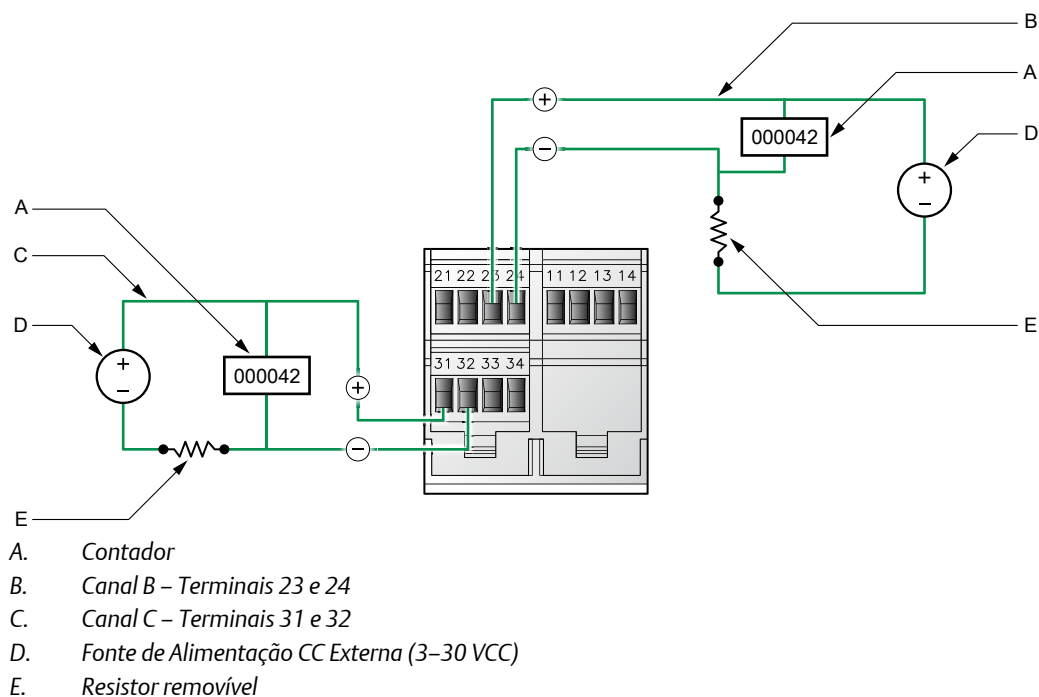 B
A
D
E
000042
+
−
+
−
A
C
D
E
000042
+
−
+
−
21 22 23 24 11 12 13 14
31 32 33 34
A. Contador
B. Canal B – Terminais 23 e 24
C. Canal C – Terminais 31 e 32
D. Fonte de Alimentação CC Externa (3–30 VCC)
E. Resistor removível